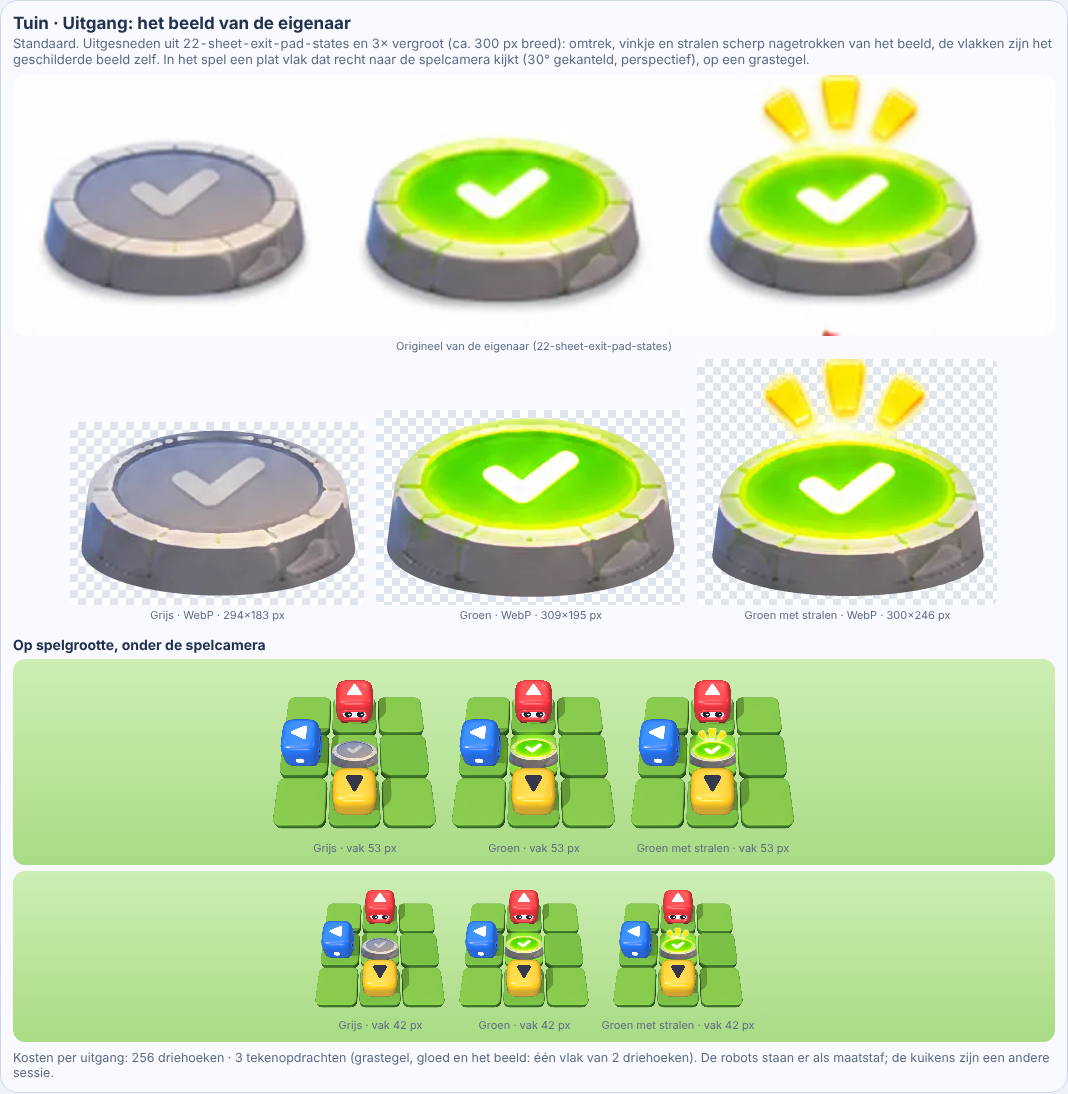 Tuin · Uitgang: het beeld van de eigenaar
Standaard. Uitgesneden uit 22-sheet-exit-pad-states en 3× vergroot (ca. 300 px breed): omtrek, vinkje en stralen scherp nagetrokken van het beeld, de vlakken zijn het
geschilderde beeld zelf. In het spel een plat vlak dat recht naar de spelcamera kijkt (30° gekanteld, perspectief), op een grastegel.
Origineel van de eigenaar (22-sheet-exit-pad-states)
Grijs · WebP · 294×183 px
Groen · WebP · 309×195 px
Groen met stralen · WebP · 300×246 px
Op spelgrootte, onder de spelcamera
Grijs · vak 53 px
Groen · vak 53 px
Groen met stralen · vak 53 px
Grijs · vak 42 px
Groen · vak 42 px
Groen met stralen · vak 42 px
Kosten per uitgang: 256 driehoeken · 3 tekenopdrachten (grastegel, gloed en het beeld: één vlak van 2 driehoeken). De robots staan er als maatstaf; de kuikens zijn een andere
sessie.